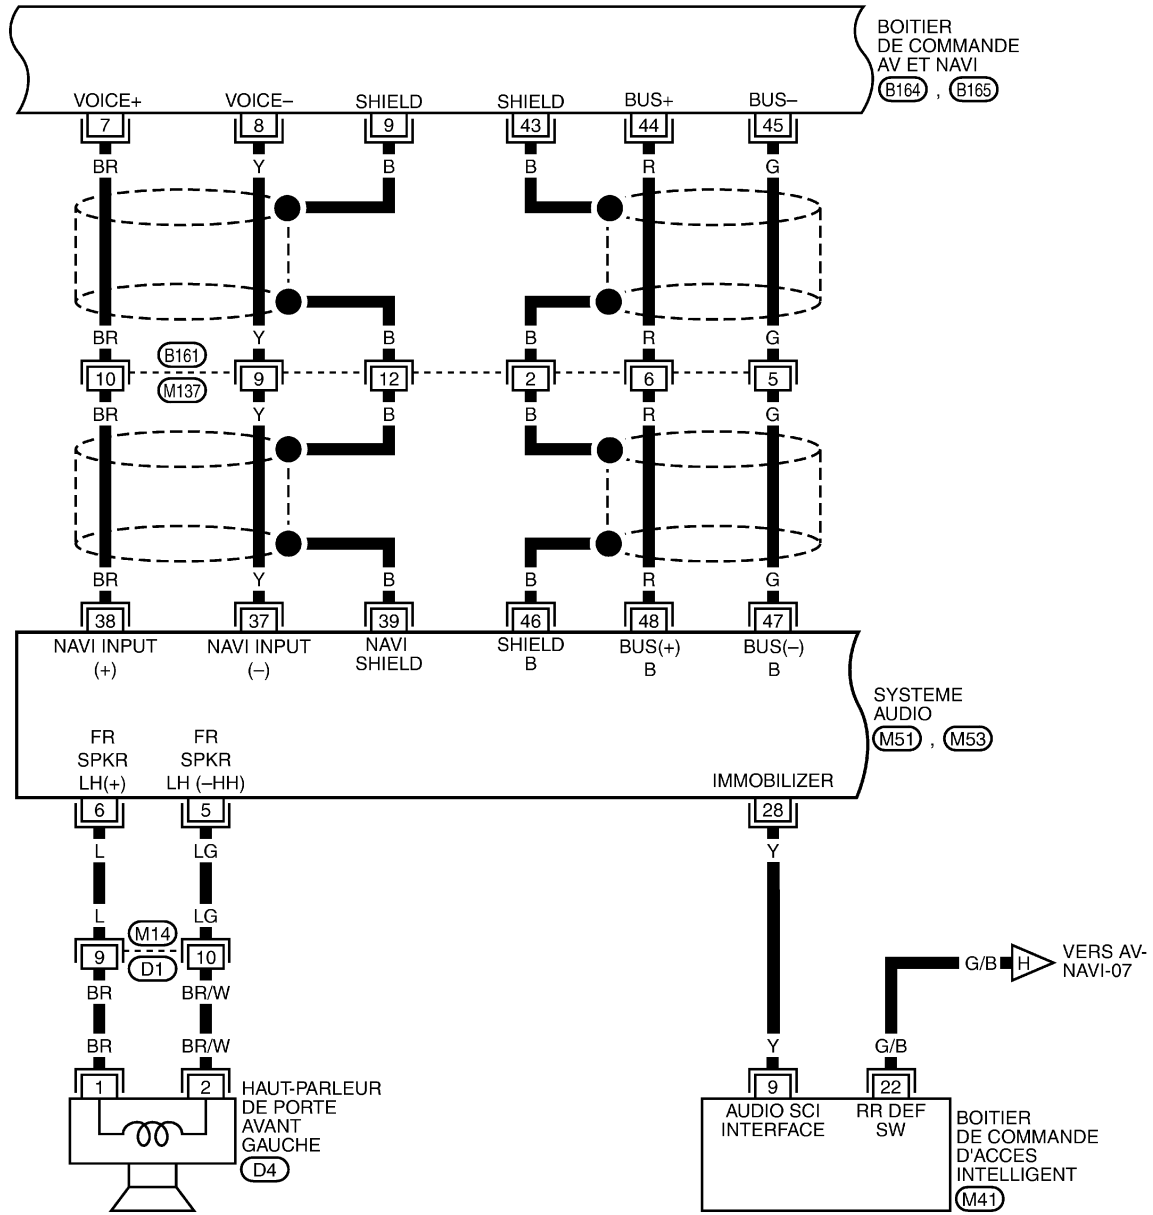 BOITIER
DE COMMANDE
AV ET NAVI
B164 , B165
VOICE+ VOICE– SHIELD SHIELD BUS+ BUS–
7 8 9 43 44 45
BR Y B B R G
BR Y B B R G
B161
10 9 12 2 6 5
M137
BR Y B B R G
BR Y B B R G
38 37 39 46 48 47
NAVI INPUT (+)
NAVI INPUT (–)
NAVI SHIELD
SHIELD B
BUS(+) B
BUS(–) B
SYSTEME
AUDIO
M51 , M53
FR SPKR LH(+)
FR SPKR LH (–HH)
IMMOBILIZER
6 5 28
L LG Y
L LG
M14
9 10
D1
BR BR/W
G/B H VERS AV-
NAVI-07
BR BR/W Y G/B
1 2 9 22
HAUT-PARLEUR
DE PORTE
AVANT
GAUCHE
D4
AUDIO SCI
INTERFACE
RR DEF
SW
BOITIER
DE COMMANDE
D'ACCES
INTELLIGENT
M41